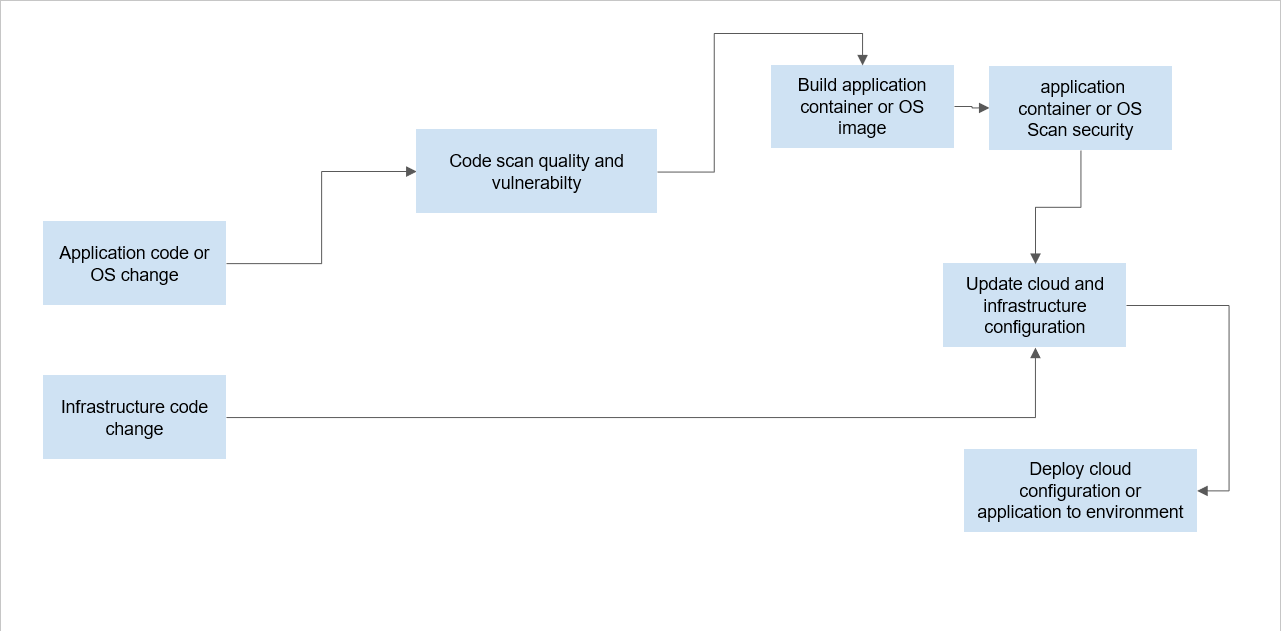 Build application
container or OS
image
application
container or OS
Scan security
Code scan quality and
vulnerabilty
Application code or
OS change
Update cloud and
infrastructure
configuration
Infrastructure code
change
Deploy cloud
configuration or
application to environment